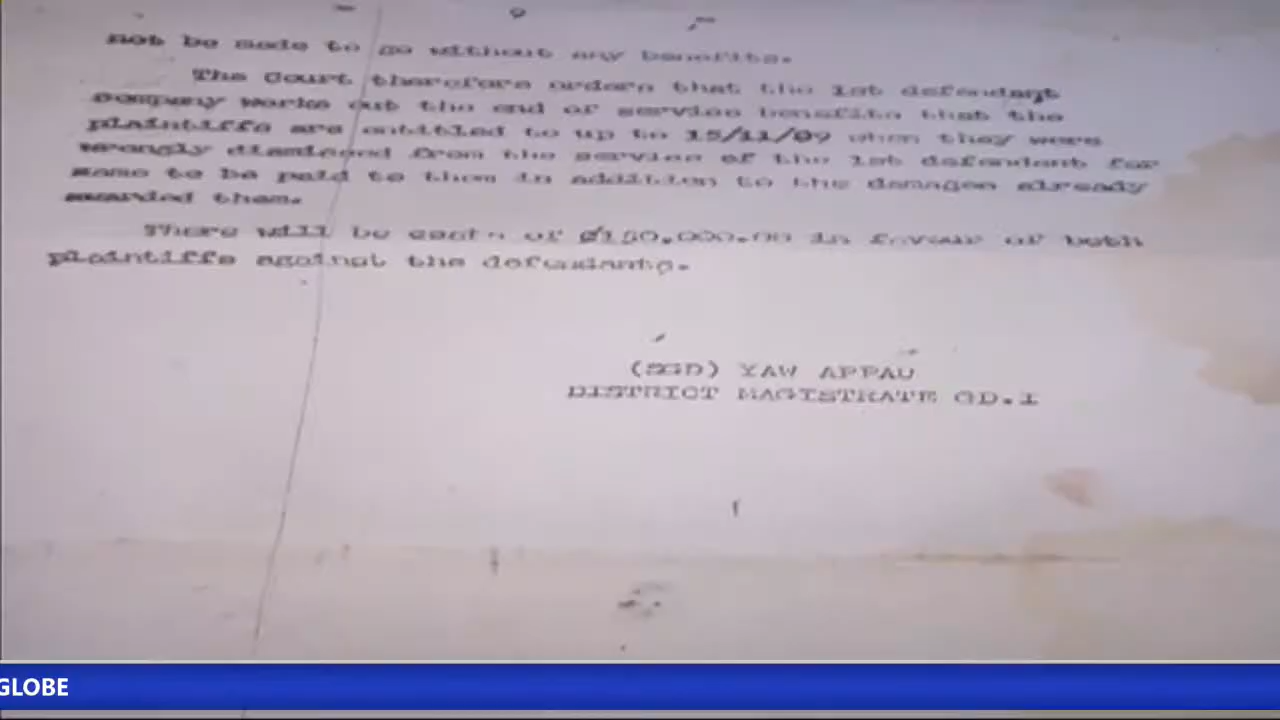 not be made to go without any benefits.
The Court therefore orders that the 1st defendant
Company works out the end of service benefits that the
plaintiffs are entitled to up to 15/11/89 when they were
wrongly dismissed from the service of the 1st defendant for
same to be paid to them in addition to the damages already
awarded them.
There will be costs of ₵150,000.00 in favour of both
plaintiffs against the defendants.
(SGD) YAW APPAU
DISTRICT MAGISTRATE GD.I
GLOBE